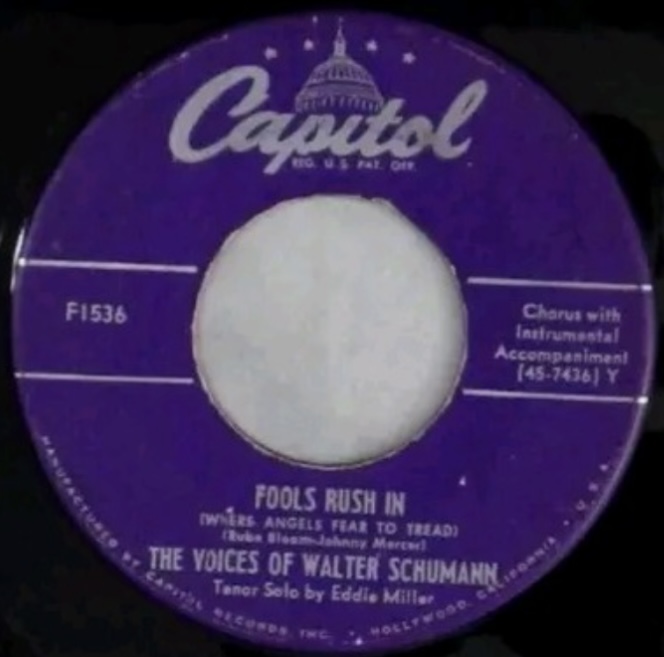 Capitol
REG. U.S. PAT. OFF.
F1536
Chorus with
Instrumental
Accompaniment
(45-7436) Y
FOOLS RUSH IN
(WHERE ANGELS FEAR TO TREAD)
(Rube Bloom-Johnny Mercer)
THE VOICES OF WALTER SCHUMANN
Tenor Solo by Eddie Miller
MANUFACTURED BY CAPITOL RECORDS, INC. • HOLLYWOOD, CALIFORNIA • U.S.A.